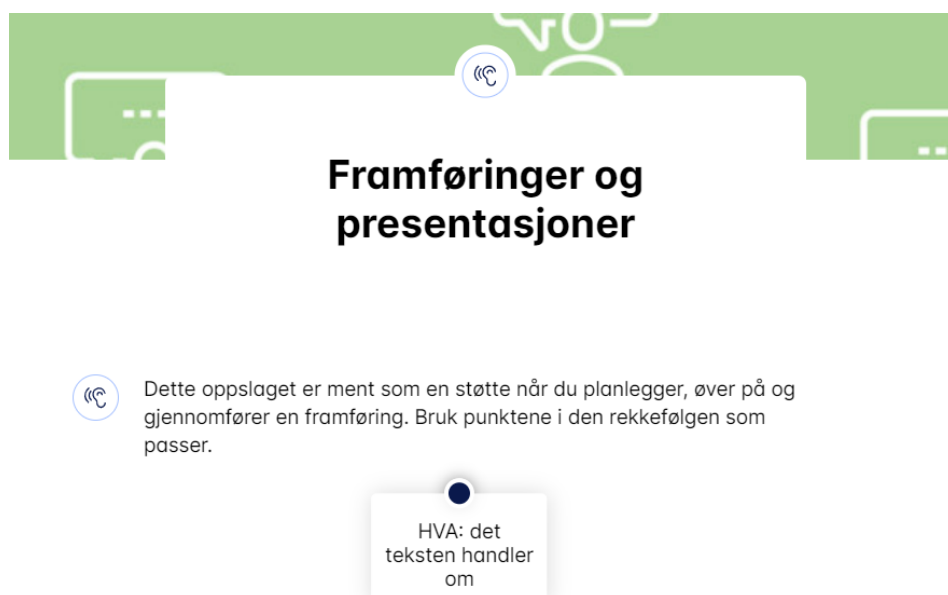 Framføringer og
presentasjoner
Dette oppslaget er ment som en støtte når du planlegger, øver på og
gjennomfører en framføring. Bruk punktene i den rekkefølgen som
passer.
HVA: det
teksten handler
om